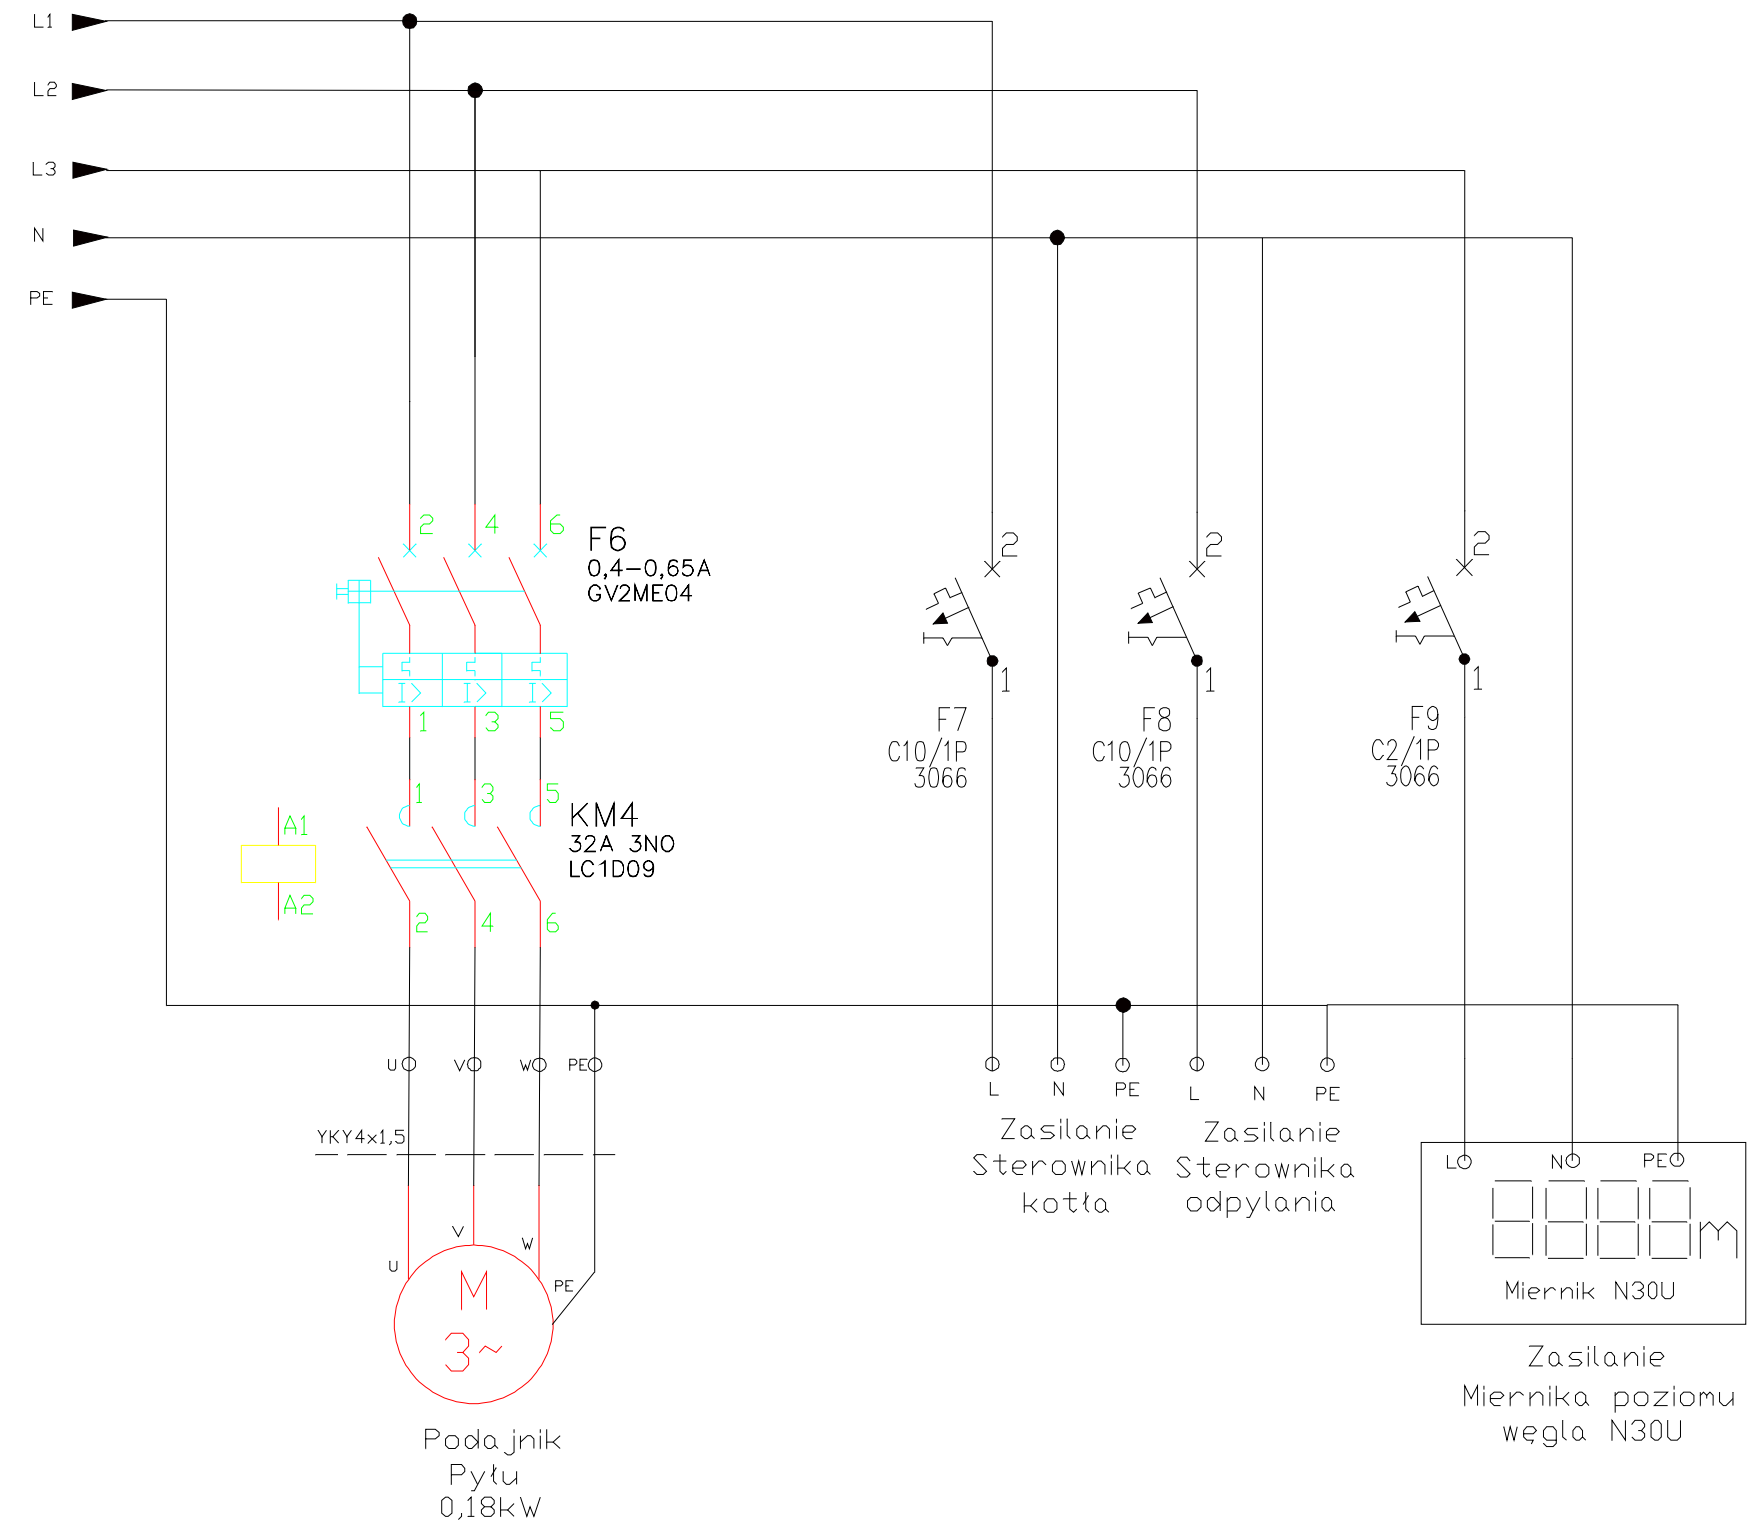 L1
L2
L3
N
PE
2 4 6
F6
0,4-0,65A
GV2ME04
1 3 5
1 3 5
KM4
32A 3NO
LC1D09
A1
A2
2 4 6
2
1
F7
C10/1P
3066
2
1
F8
C10/1P
3066
2
1
F9
C2/1P
3066
U V W PE
YKY4x1,5
U V W PE
M
3~
Podajnik
Pyłu
0,18kW
L N PE
Zasilanie
Sterownika
kotła
L N PE
Zasilanie
Sterownika
odpylania
L N PE
8888m
Miernik N30U
Zasilanie
Miernika poziomu
węgla N30U